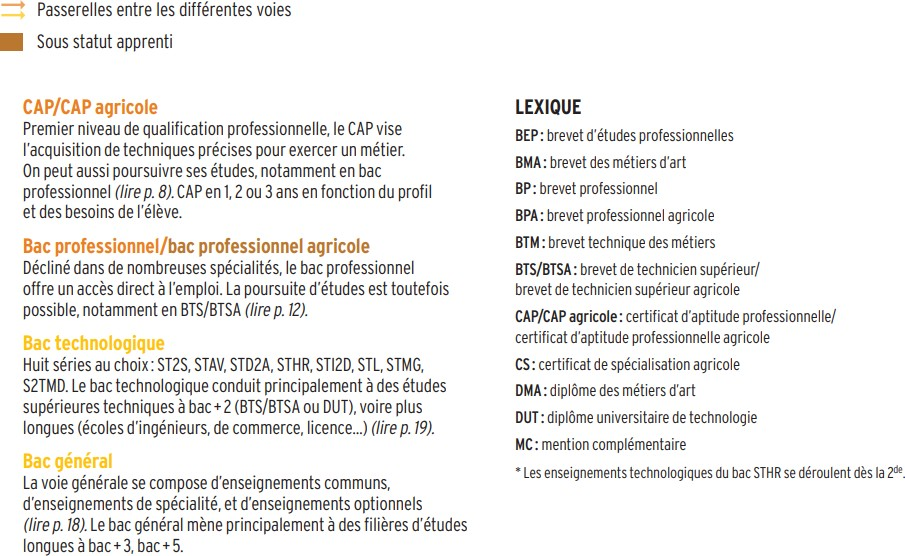 Passerelles entre les différentes voies
Sous statut apprenti
CAP/CAP agricole
Premier niveau de qualification professionnelle, le CAP vise
l'acquisition de techniques précises pour exercer un métier.
On peut aussi poursuivre ses études, notamment en bac
professionnel (lire p. 8). CAP en 1, 2 ou 3 ans en fonction du profil
et des besoins de l'élève.
Bac professionnel/bac professionnel agricole
Décliné dans de nombreuses spécialités, le bac professionnel
offre un accès direct à l'emploi. La poursuite d'études est toutefois
possible, notamment en BTS/BTSA (lire p. 12).
Bac technologique
Huit séries au choix : ST2S, STAV, STD2A, STHR, STI2D, STL, STMG,
S2TMD. Le bac technologique conduit principalement à des études
supérieures techniques à bac + 2 (BTS/BTSA ou DUT), voire plus
longues (écoles d'ingénieurs, de commerce, licence...) (lire p. 19).
Bac général
La voie générale se compose d'enseignements communs,
d'enseignements de spécialité, et d'enseignements optionnels
(lire p. 18). Le bac général mène principalement à des filières d'études
longues à bac + 3, bac + 5.
LEXIQUE
BEP : brevet d'études professionnelles
BMA : brevet des métiers d'art
BP : brevet professionnel
BPA : brevet professionnel agricole
BTM : brevet technique des métiers
BTS/BTSA : brevet de technicien supérieur/
brevet de technicien supérieur agricole
CAP/CAP agricole : certificat d'aptitude professionnelle/
certificat d'aptitude professionnelle agricole
CS : certificat de spécialisation agricole
DMA : diplôme des métiers d'art
DUT : diplôme universitaire de technologie
MC : mention complémentaire
* Les enseignements technologiques du bac STHR se déroulent dès la 2de.